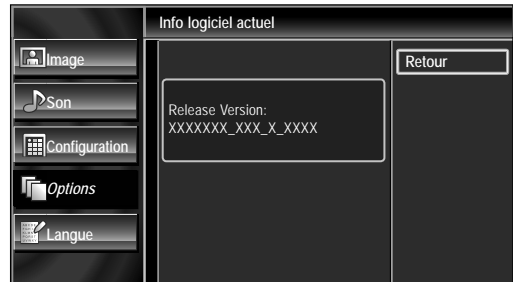 Info logiciel actuel
Image
Son
Configuration
Options
Langue
Release Version:
XXXXXXX_XXX_X_XXXX
Retour